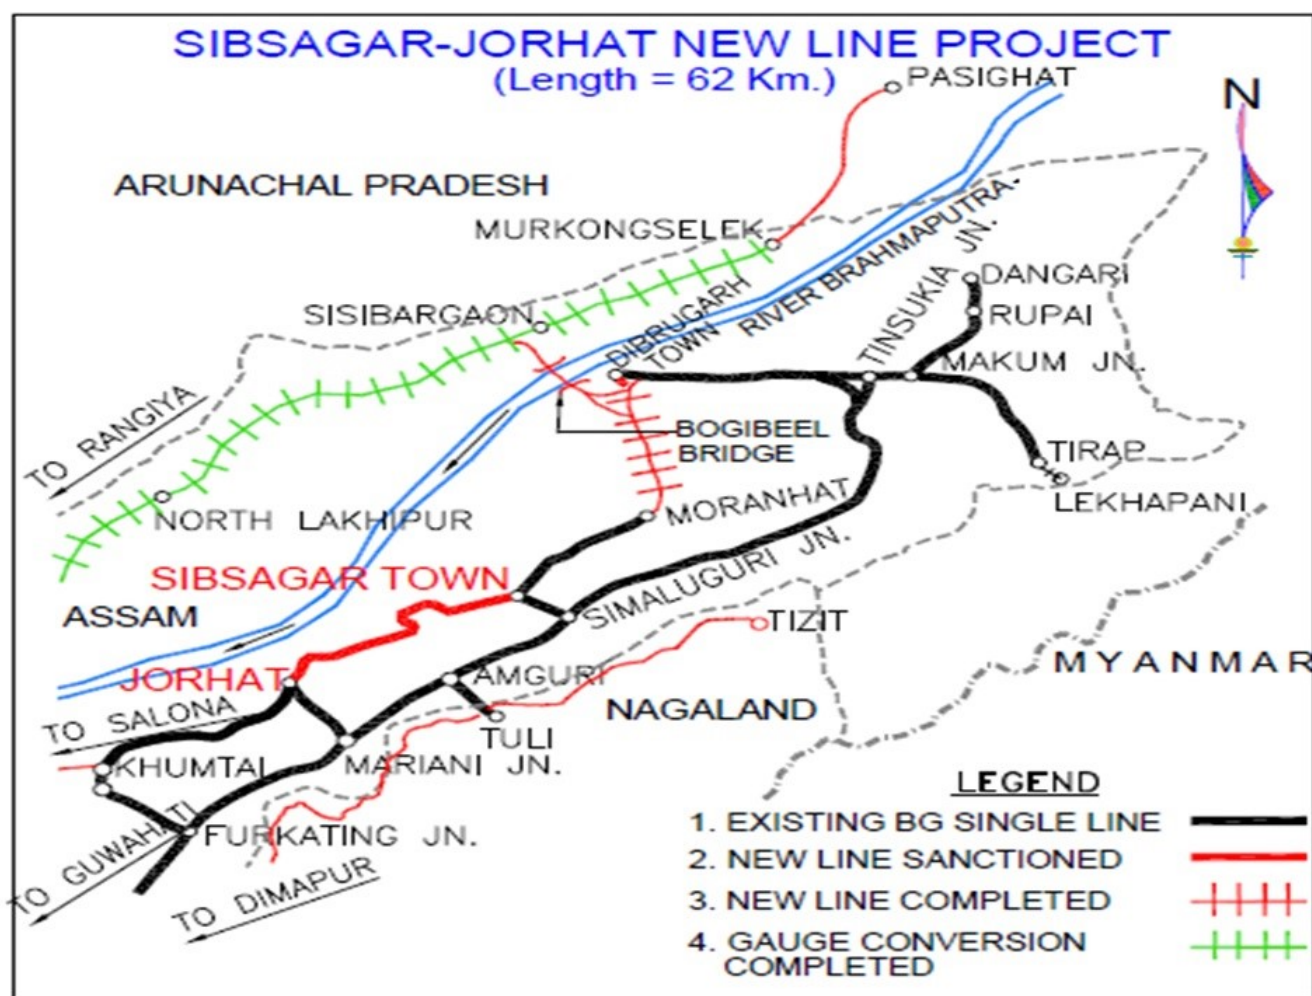 SIBSAGAR-JORHAT NEW LINE PROJECT
(Length = 62 Km.)
PASIGHAT
N
ARUNACHAL PRADESH
MURKONGSELEK
RIVER BRAHMAPUTRA
TINSUKIA JN.
DANGARI
SISIBARGAON
DIBRUGARH
TOWN
RUPAI
MAKUM JN.
TO RANGIYA
BOGIBEEL
BRIDGE
TIRAP
LEKHAPANI
NORTH LAKHIPUR
MORANHAT
SIBSAGAR TOWN
SIMALUGURI JN.
ASSAM
TIZIT
MYANMAR
JORHAT
AMGURI
NAGALAND
TO SALONA
TULI
KHUMTAI
MARIANI JN.
FURKATING JN.
TO GUWAHATI
TO DIMAPUR
LEGEND
1. EXISTING BG SINGLE LINE
2. NEW LINE SANCTIONED
3. NEW LINE COMPLETED
4. GAUGE CONVERSION
COMPLETED